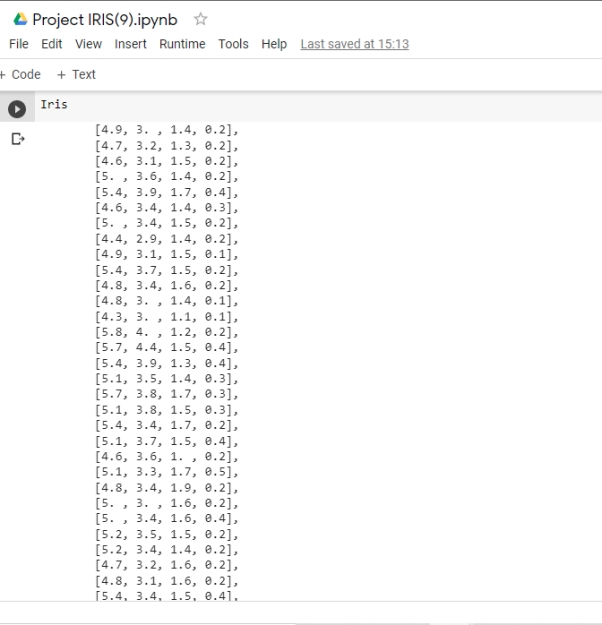 Project IRIS(9).ipynb
File Edit View Insert Runtime Tools Help Last saved at 15:13
+ Code + Text
Iris
[4.9, 3. , 1.4, 0.2],
[4.7, 3.2, 1.3, 0.2],
[4.6, 3.1, 1.5, 0.2],
[5. , 3.6, 1.4, 0.2],
[5.4, 3.9, 1.7, 0.4],
[4.6, 3.4, 1.4, 0.3],
[5. , 3.4, 1.5, 0.2],
[4.4, 2.9, 1.4, 0.2],
[4.9, 3.1, 1.5, 0.1],
[5.4, 3.7, 1.5, 0.2],
[4.8, 3.4, 1.6, 0.2],
[4.8, 3. , 1.4, 0.1],
[4.3, 3. , 1.1, 0.1],
[5.8, 4. , 1.2, 0.2],
[5.7, 4.4, 1.5, 0.4],
[5.4, 3.9, 1.3, 0.4],
[5.1, 3.5, 1.4, 0.3],
[5.7, 3.8, 1.7, 0.3],
[5.1, 3.8, 1.5, 0.3],
[5.4, 3.4, 1.7, 0.2],
[5.1, 3.7, 1.5, 0.4],
[4.6, 3.6, 1. , 0.2],
[5.1, 3.3, 1.7, 0.5],
[4.8, 3.4, 1.9, 0.2],
[5. , 3. , 1.6, 0.2],
[5. , 3.4, 1.6, 0.4],
[5.2, 3.5, 1.5, 0.2],
[5.2, 3.4, 1.4, 0.2],
[4.7, 3.2, 1.6, 0.2],
[4.8, 3.1, 1.6, 0.2],
[5.4, 3.4, 1.5, 0.4],